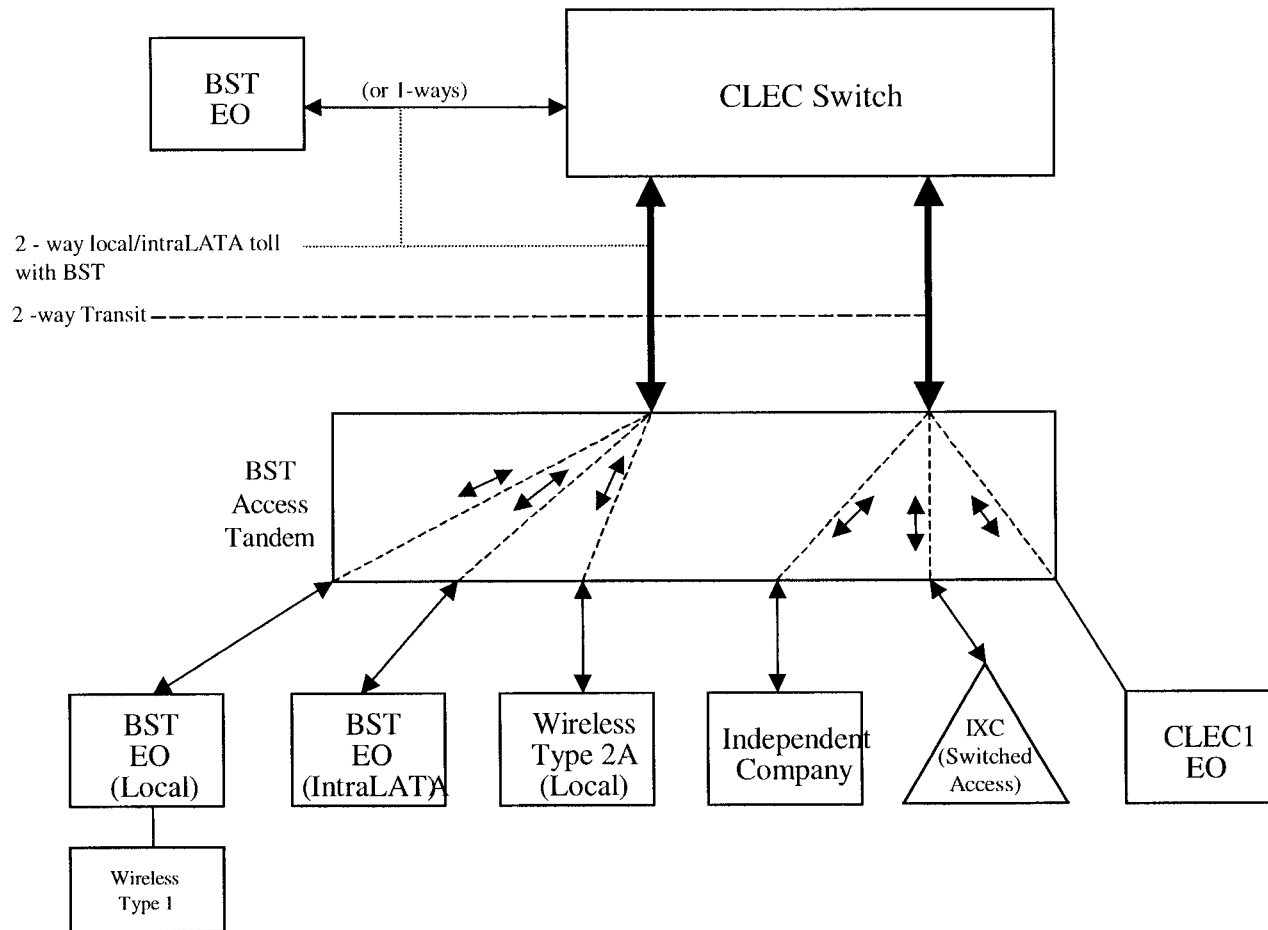 BST
EO
(or 1-ways)
CLEC Switch
2 - way local/intraLATA toll
with BST
2 -way Transit
BST
Access
Tandem
BST
EO
(Local)
BST
EO
(IntraLATA)
Wireless
Type 2A
(Local)
Independent
Company
IXC
(Switched
Access)
CLEC1
EO
Wireless
Type 1